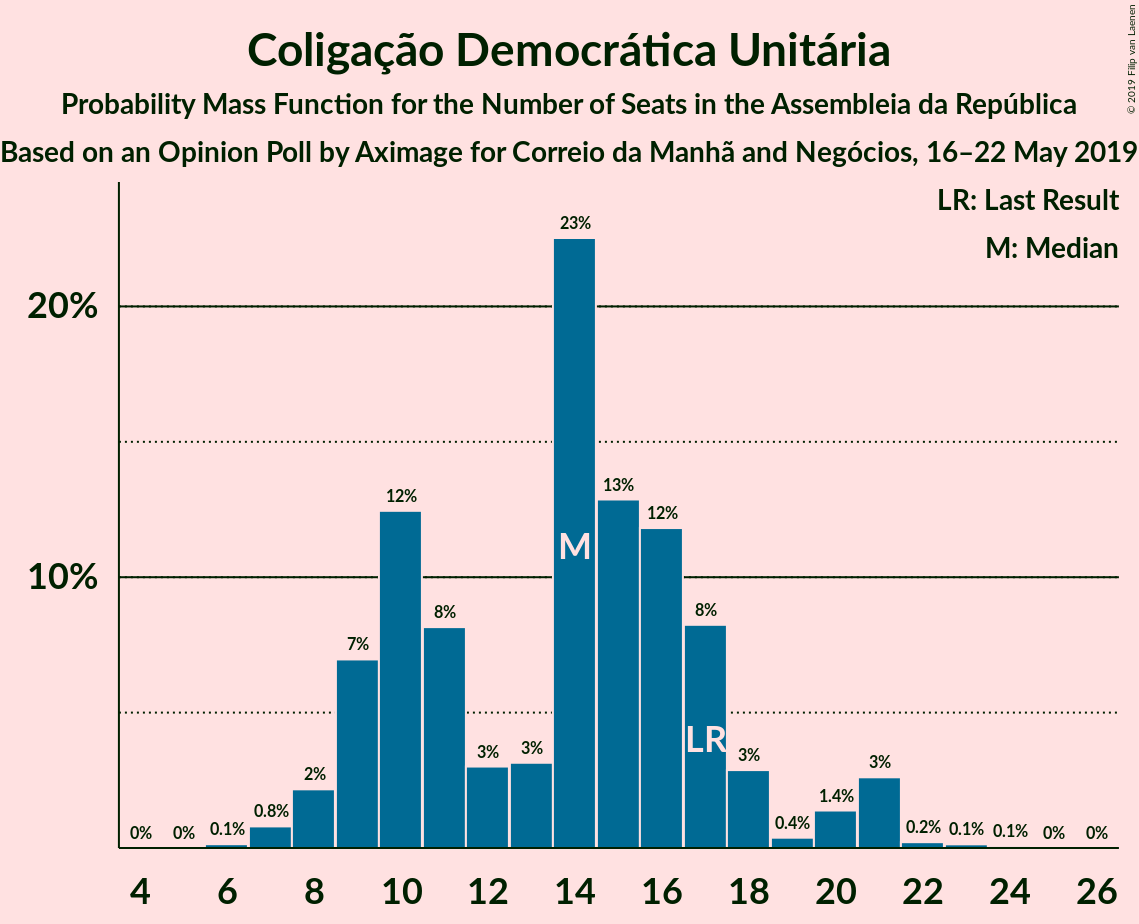 Coligação Democrática Unitária
Probability Mass Function for the Number of Seats in the Assembleia da República
Based on an Opinion Poll by Aximage for Correio da Manhã and Negócios, 16–22 May 2019
© 2019 Filip van Laenen
LR: Last Result
M: Median
20%
10%
0%
0%
0.1%
0.8%
2%
7%
12%
8%
3%
3%
23%
13%
12%
8%
3%
0.4%
1.4%
3%
0.2%
0.1%
0.1%
0%
0%
M
LR
4 6 8 10 12 14 16 18 20 22 24 26